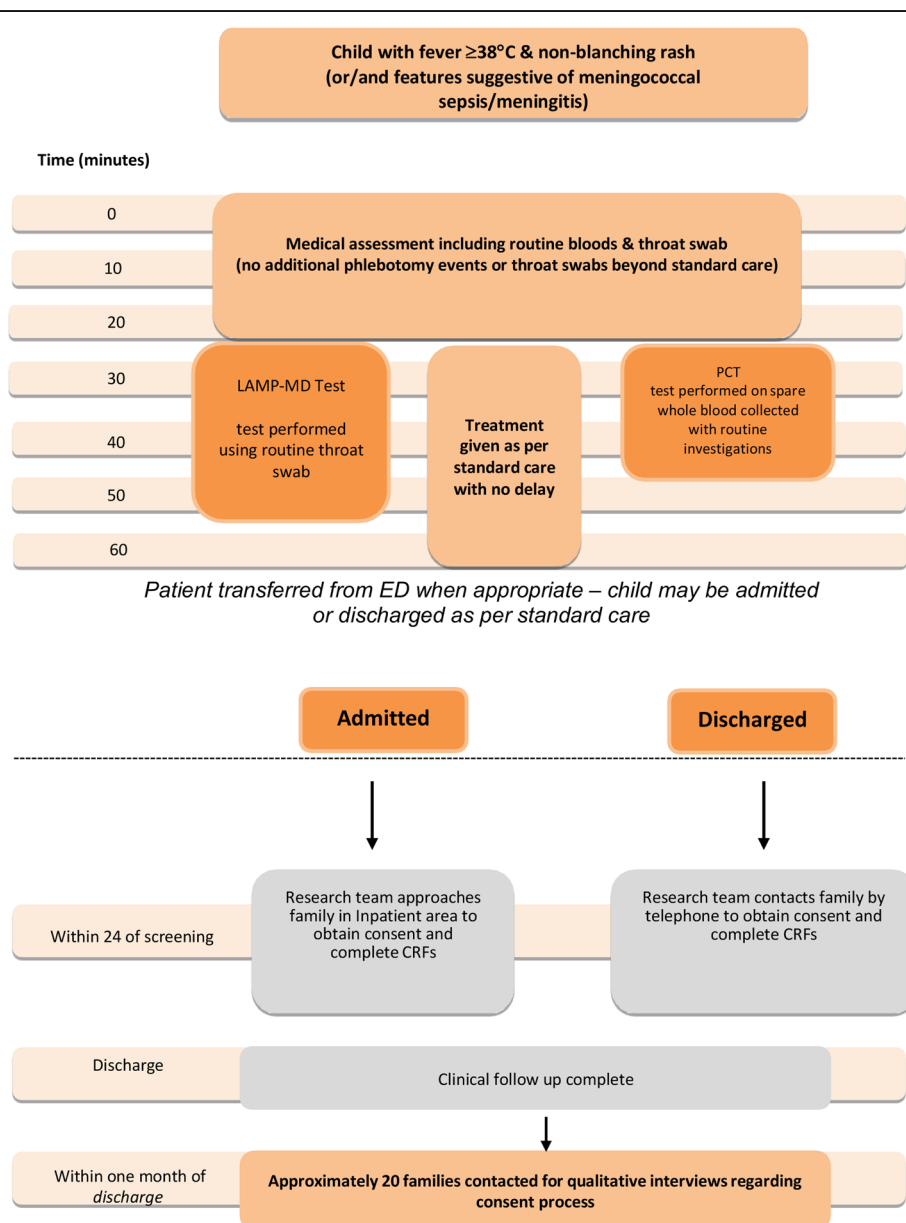 Child with fever ≥38°C & non-blanching rash
(or/and features suggestive of meningococcal
sepsis/meningitis)
Time (minutes)
0
Medical assessment including routine bloods & throat swab
(no additional phlebotomy events or throat swabs beyond standard care)
10
20
30
LAMP-MD Test
test performed
using routine throat
swab
Treatment
given as per
standard care
with no delay
PCT
test performed on spare
whole blood collected
with routine
investigations
40
50
60
Patient transferred from ED when appropriate – child may be admitted
or discharged as per standard care
Admitted
Discharged
Within 24 of screening
Research team approaches
family in Inpatient area to
obtain consent and
complete CRFs
Research team contacts family by
telephone to obtain consent and
complete CRFs
Discharge
Clinical follow up complete
Within one month of
discharge
Approximately 20 families contacted for qualitative interviews regarding
consent process